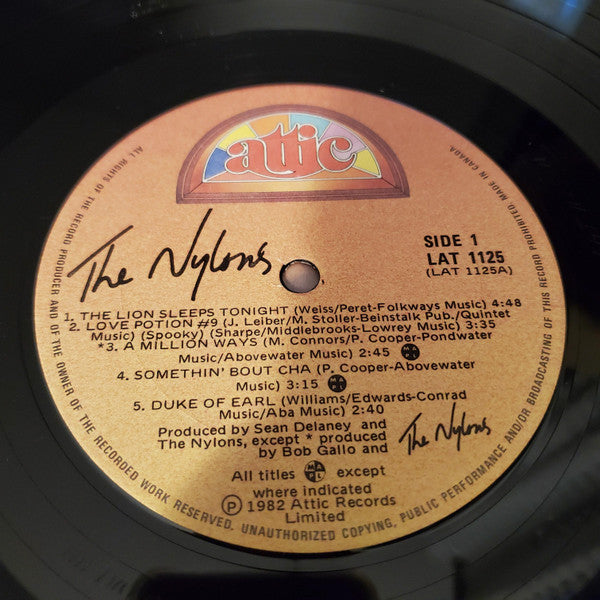 attic
The Nylons
SIDE 1
LAT 1125
(LAT 1125A)
1. THE LION SLEEPS TONIGHT (Weiss/Peret-Folkways Music) 4:48
2. LOVE POTION #9 (J. Leiber/M. Stoller-Beinstalk Pub./Quintet
Music) (Spooky) (Sharpe/Middlebrooks-Lowrey Music) 3:35
*3. A MILLION WAYS (M. Connors/P. Cooper-Pondwater
Music/Abovewater Music) 2:45 MAPL
4. SOMETHIN' BOUT CHA (P. Cooper-Abovewater
Music) 3:15 MAPL
5. DUKE OF EARL (Williams/Edwards-Conrad
Music/Aba Music) 2:40
Produced by Sean Delaney and
The Nylons, except * produced
by Bob Gallo and The Nylons
All titles MAPL except
where indicated
Ⓟ 1982 Attic Records
Limited
ALL RIGHTS OF THE RECORD PRODUCER AND OF THE OWNER OF THE RECORDED WORK RESERVED. UNAUTHORIZED COPYING, PUBLIC PERFORMANCE AND/OR BROADCASTING OF THIS RECORD PROHIBITED. MADE IN CANADA.